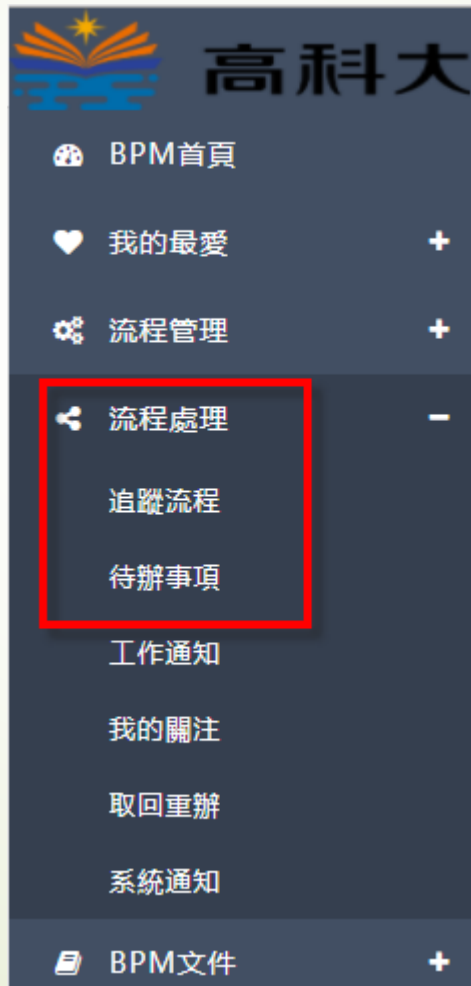 高科大
BPM首頁
我的最愛
流程管理
流程處理
追蹤流程
待辦事項
工作通知
我的關注
取回重辦
系統通知
BPM文件